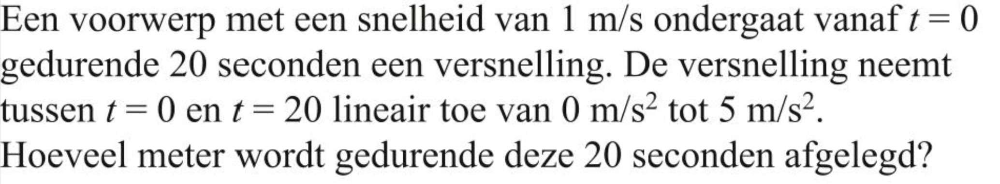 Een voorwerp met een snelheid van 1 m/s ondergaat vanaf t = 0
gedurende 20 seconden een versnelling. De versnelling neemt
tussen t = 0 en t = 20 lineair toe van 0 m/s² tot 5 m/s².
Hoeveel meter wordt gedurende deze 20 seconden afgelegd?